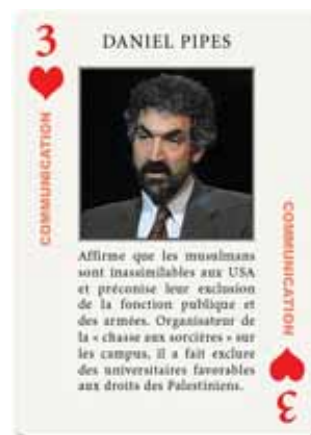 3
DANIEL PIPES
COMMUNICATION
Affirme que les musulmans
sont inassimilables aux USA
et préconise leur exclusion
de la fonction publique et
des armées. Organisateur de
la « chasse aux sorcières » sur
les campus, il a fait exclure
des universitaires favorables
aux droits des Palestiniens.
COMMUNICATION
3